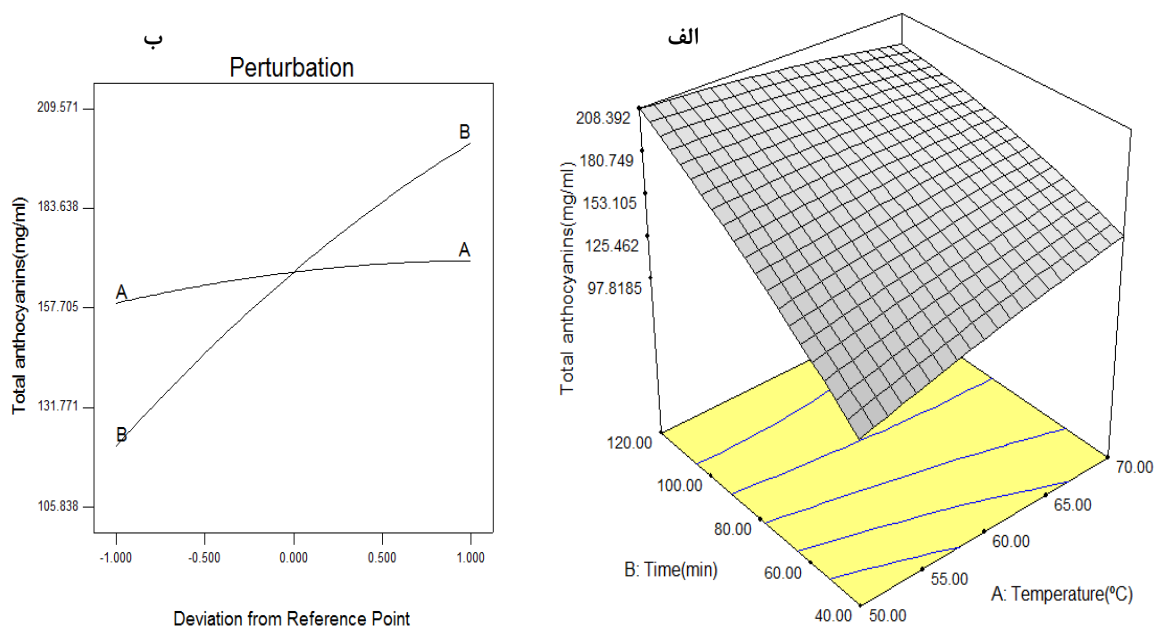 ب
Perturbation
209.571
183.638
157.705
131.771
105.838
Total anthocyanins(mg/ml)
A
B
B
A
-1.000 -0.500 0.000 0.500 1.000
Deviation from Reference Point
الف
208.392
180.749
153.105
125.462
97.8185
Total anthocyanins(mg/ml)
120.00
100.00
80.00
60.00
40.00
B: Time(min)
50.00
55.00
60.00
65.00
70.00
A: Temperature(ºC)